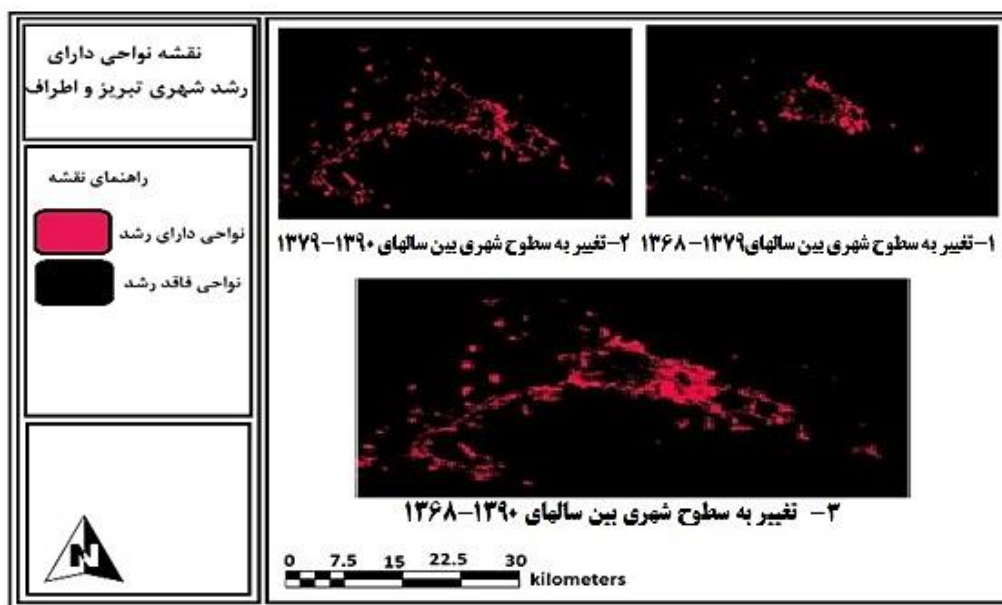 نقشه نواحی دارای
رشد شهری تبریز و اطراف
راهنمای نقشه
نواحی دارای رشد
نواحی فاقد رشد
N
۱- تغییر به سطوح شهری بین سالهای۱۳۷۹-۱۳۶۸
۲- تغییر به سطوح شهری بین سالهای ۱۳۹۰-۱۳۷۹
۳- تغییر به سطوح شهری بین سالهای ۱۳۹۰-۱۳۶۸
0 7.5 15 22.5 30
kilometers